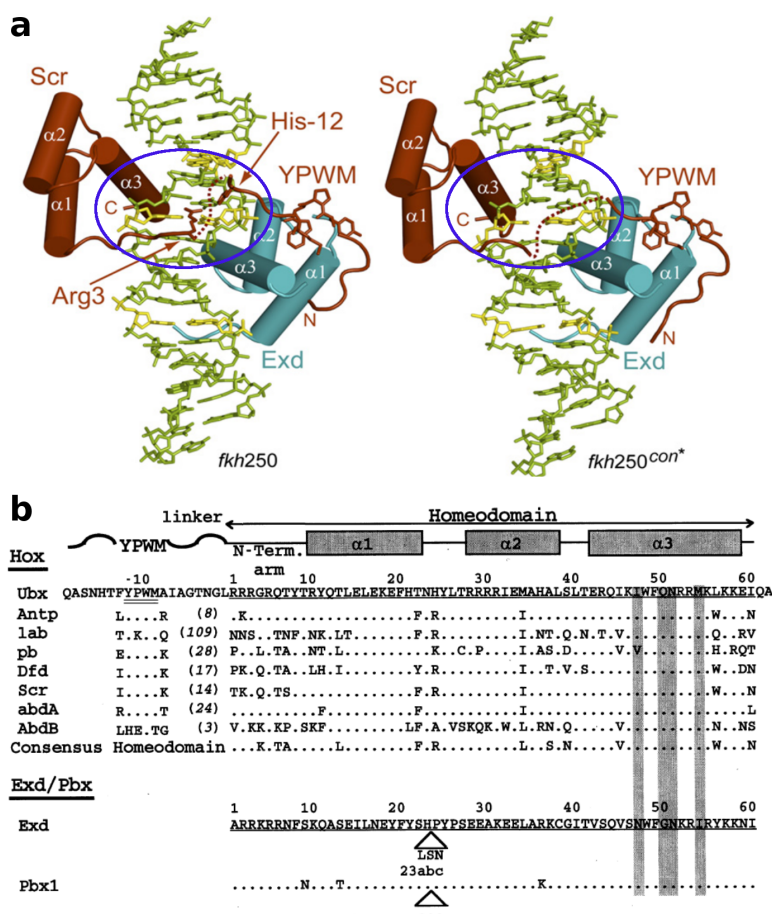 a
Scr
α2
α1
α3
C
His-12
YPWM
α2
α3
α1
Arg3
N
Exd
fkh250
Scr
α2
α1
α3
C
YPWM
α2
α3
α1
N
Exd
fkh250con*
b
linker
Homeodomain
YPWM
N-Term.
arm
α1
α2
α3
Hox
-10 1 10 20 30 40 50 60
Ubx QASNHTFYPWMAIAGTNGLRRRGRQTYTRYQTLELEKEFHTNHYLTRRRRIEMAHALSLTERQIKIWFQNRRMKLKKEIQA
Antp L....R (8) .K...................F.R.........I.....................W...N
lab T.K..Q (109) NNS..TNF.NK.LT.......F.R.........I.HT.Q.N.T.V..........Q..RV
pb E....K (28) P..L.TA..NT.L........F.K..C.P....I.AS.D.....V.V........H.RQT
Dfd I....K (17) PK.Q.TA...LH.I.......Y.R.........I..T.V.S..............W..DN
Scr I....K (14) TK.Q.TS..............F.R.........I.....................W...N
abdA R....T (24) .....................F...........I.........................L
AbdB LHE.TG (3) V.KK.KP.SKF.........LF.A.VSKQK.W.L.RN.Q.....V..........N..NS
Consensus Homeodomain ...K.TA.....L........F.R...........L.S.N.....V..........W...N
Exd/Pbx
1 10 20 30 40 50 60
Exd ARRKRRNFSKQASEILNEYFYSHPYPSEEAKEELARKCGITVSQVSNWFGNKRIRYKKNI
LSN
23abc
Pbx1 ........N...T......................K........................